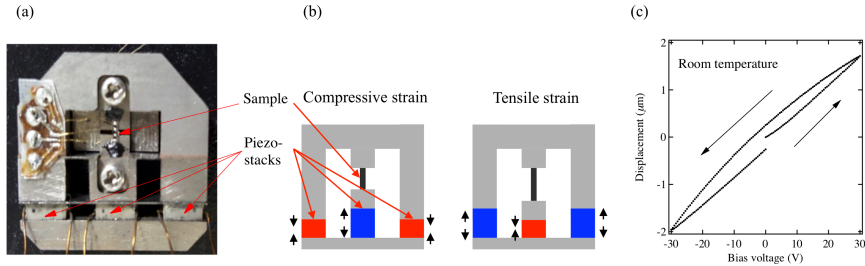 (a)
(b)
(c)
Sample
Piezo-
stacks
Compressive strain
Tensile strain
Room temperature
Displacement (μm)
2
1
0
-1
-2
-30
-20
-10
0
10
20
30
Bias voltage (V)